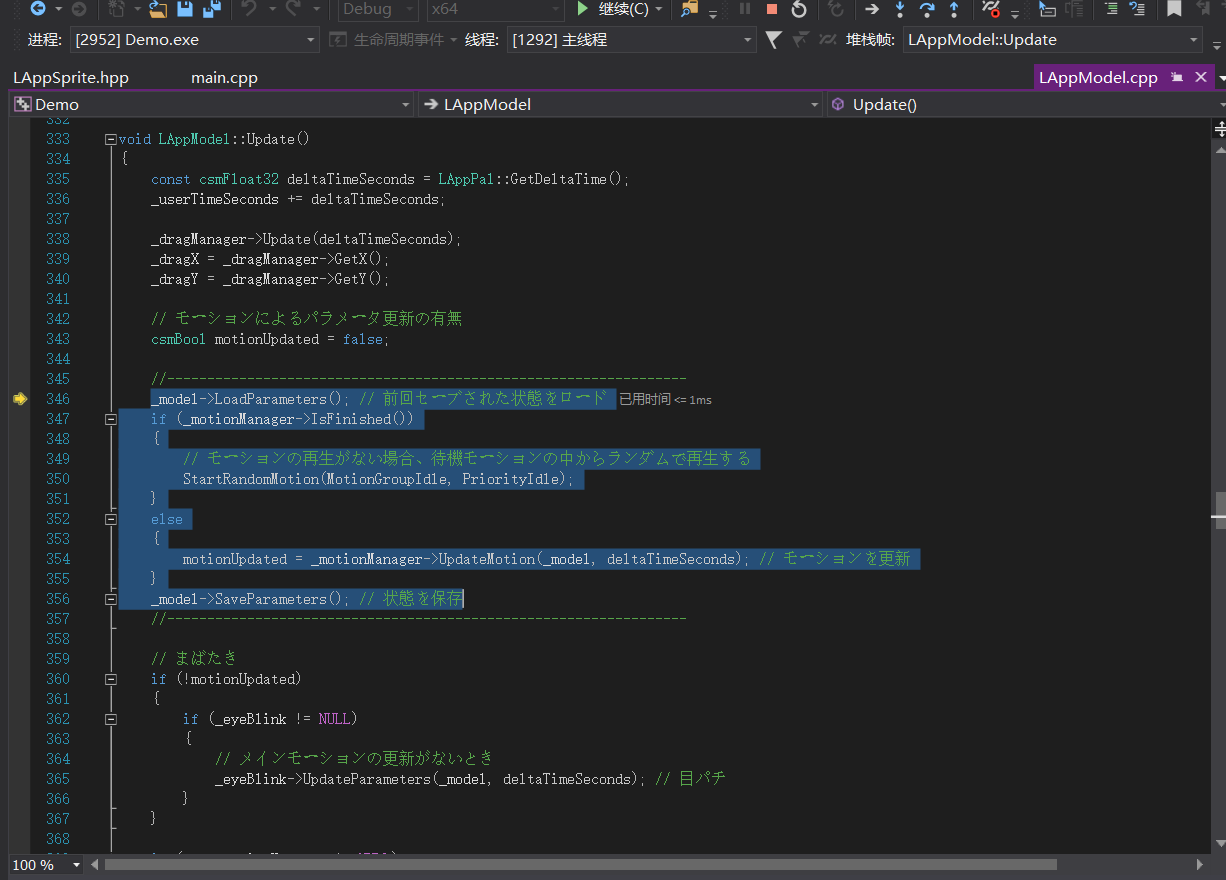 Debug x64 继续(C)
进程: [2952] Demo.exe 生命周期事件 线程: [1292] 主线程 堆栈帧: LAppModel::Update
LAppSprite.hpp main.cpp LAppModel.cpp
Demo LAppModel Update()
332
333 void LAppModel::Update()
334 {
335 const csmFloat32 deltaTimeSeconds = LAppPal::GetDeltaTime();
336 _userTimeSeconds += deltaTimeSeconds;
337
338 _dragManager->Update(deltaTimeSeconds);
339 _dragX = _dragManager->GetX();
340 _dragY = _dragManager->GetY();
341
342 // モーションによるパラメータ更新の有無
343 csmBool motionUpdated = false;
344
345 //-----------------------------------------------------------------
346 _model->LoadParameters(); // 前回セーブされた状態をロード 已用时间 <= 1ms
347 if (_motionManager->IsFinished())
348 {
349 // モーションの再生がない場合、待機モーションの中からランダムで再生する
350 StartRandomMotion(MotionGroupIdle, PriorityIdle);
351 }
352 else
353 {
354 motionUpdated = _motionManager->UpdateMotion(_model, deltaTimeSeconds); // モーションを更新
355 }
356 _model->SaveParameters(); // 状態を保存
357 //-----------------------------------------------------------------
358
359 // まばたき
360 if (!motionUpdated)
361 {
362 if (_eyeBlink != NULL)
363 {
364 // メインモーションの更新がないとき
365 _eyeBlink->UpdateParameters(_model, deltaTimeSeconds); // 目パチ
366 }
367 }
368
100 %